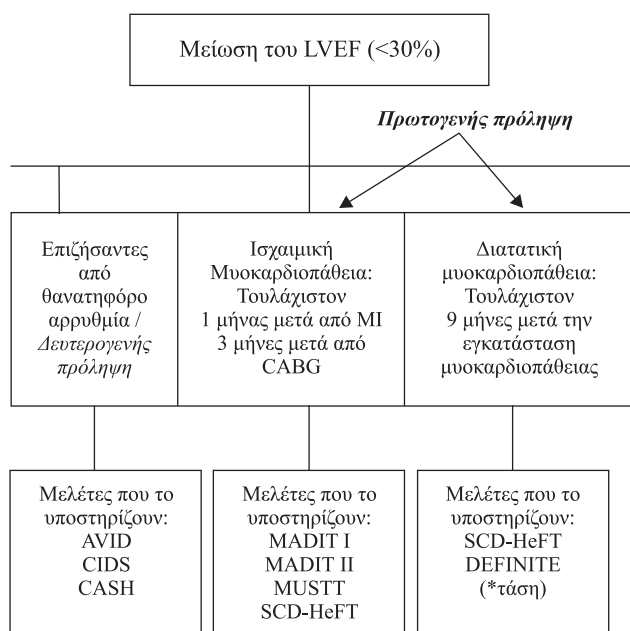 Μείωση του LVEF (<30%)
Πρωτογενής πρόληψη
Επιζήσαντες
από
θανατηφόρο
αρρυθμία /
Δευτερογενής
πρόληψη
Ισχαιμική
Μυοκαρδιοπάθεια:
Τουλάχιστον
1 μήνας μετά από MI
3 μήνες μετά από
CABG
Διατατική
μυοκαρδιοπάθεια:
Τουλάχιστον
9 μήνες μετά την
εγκατάσταση
μυοκαρδιοπάθειας
Μελέτες που το
υποστηρίζουν:
AVID
CIDS
CASH
Μελέτες που το
υποστηρίζουν:
MADIT I
MADIT II
MUSTT
SCD-HeFT
Μελέτες που το
υποστηρίζουν:
SCD-HeFT
DEFINITE
(*τάση)